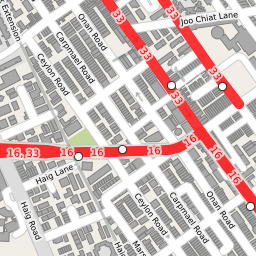 Extension
Onan Road
Carpmael Road
Ceylon Road
33
Joo Chiat Lane
33
33
33
16
16,33
16
16
16
16
16
Haig Lane
Haig Road
Ceylon Road
Carpmael Road
Onan Road
Mars